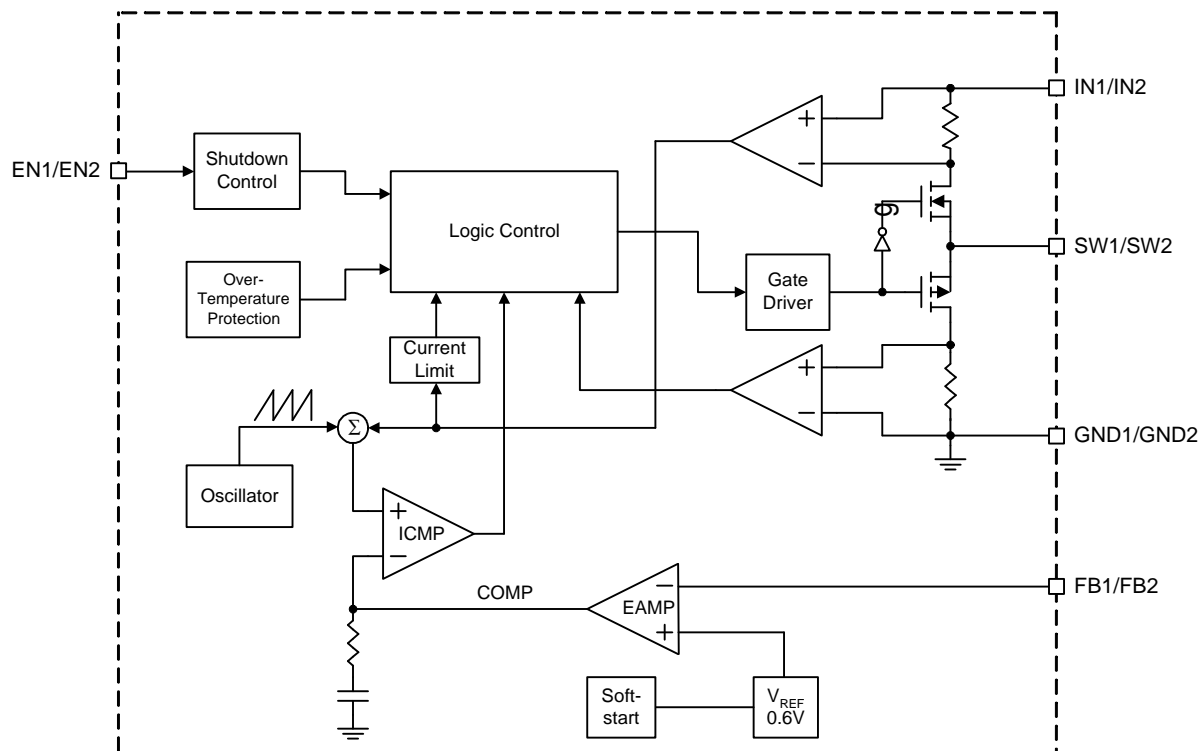 IN1/IN2
EN1/EN2
Shutdown
Control
+
−
Logic Control
g
SW1/SW2
Over-
Temperature
Protection
Gate
Driver
Current
Limit
+
−
Σ
GND1/GND2
Oscillator
+
ICMP
−
COMP
−
EAMP
+
FB1/FB2
Soft-
start
VREF
0.6V